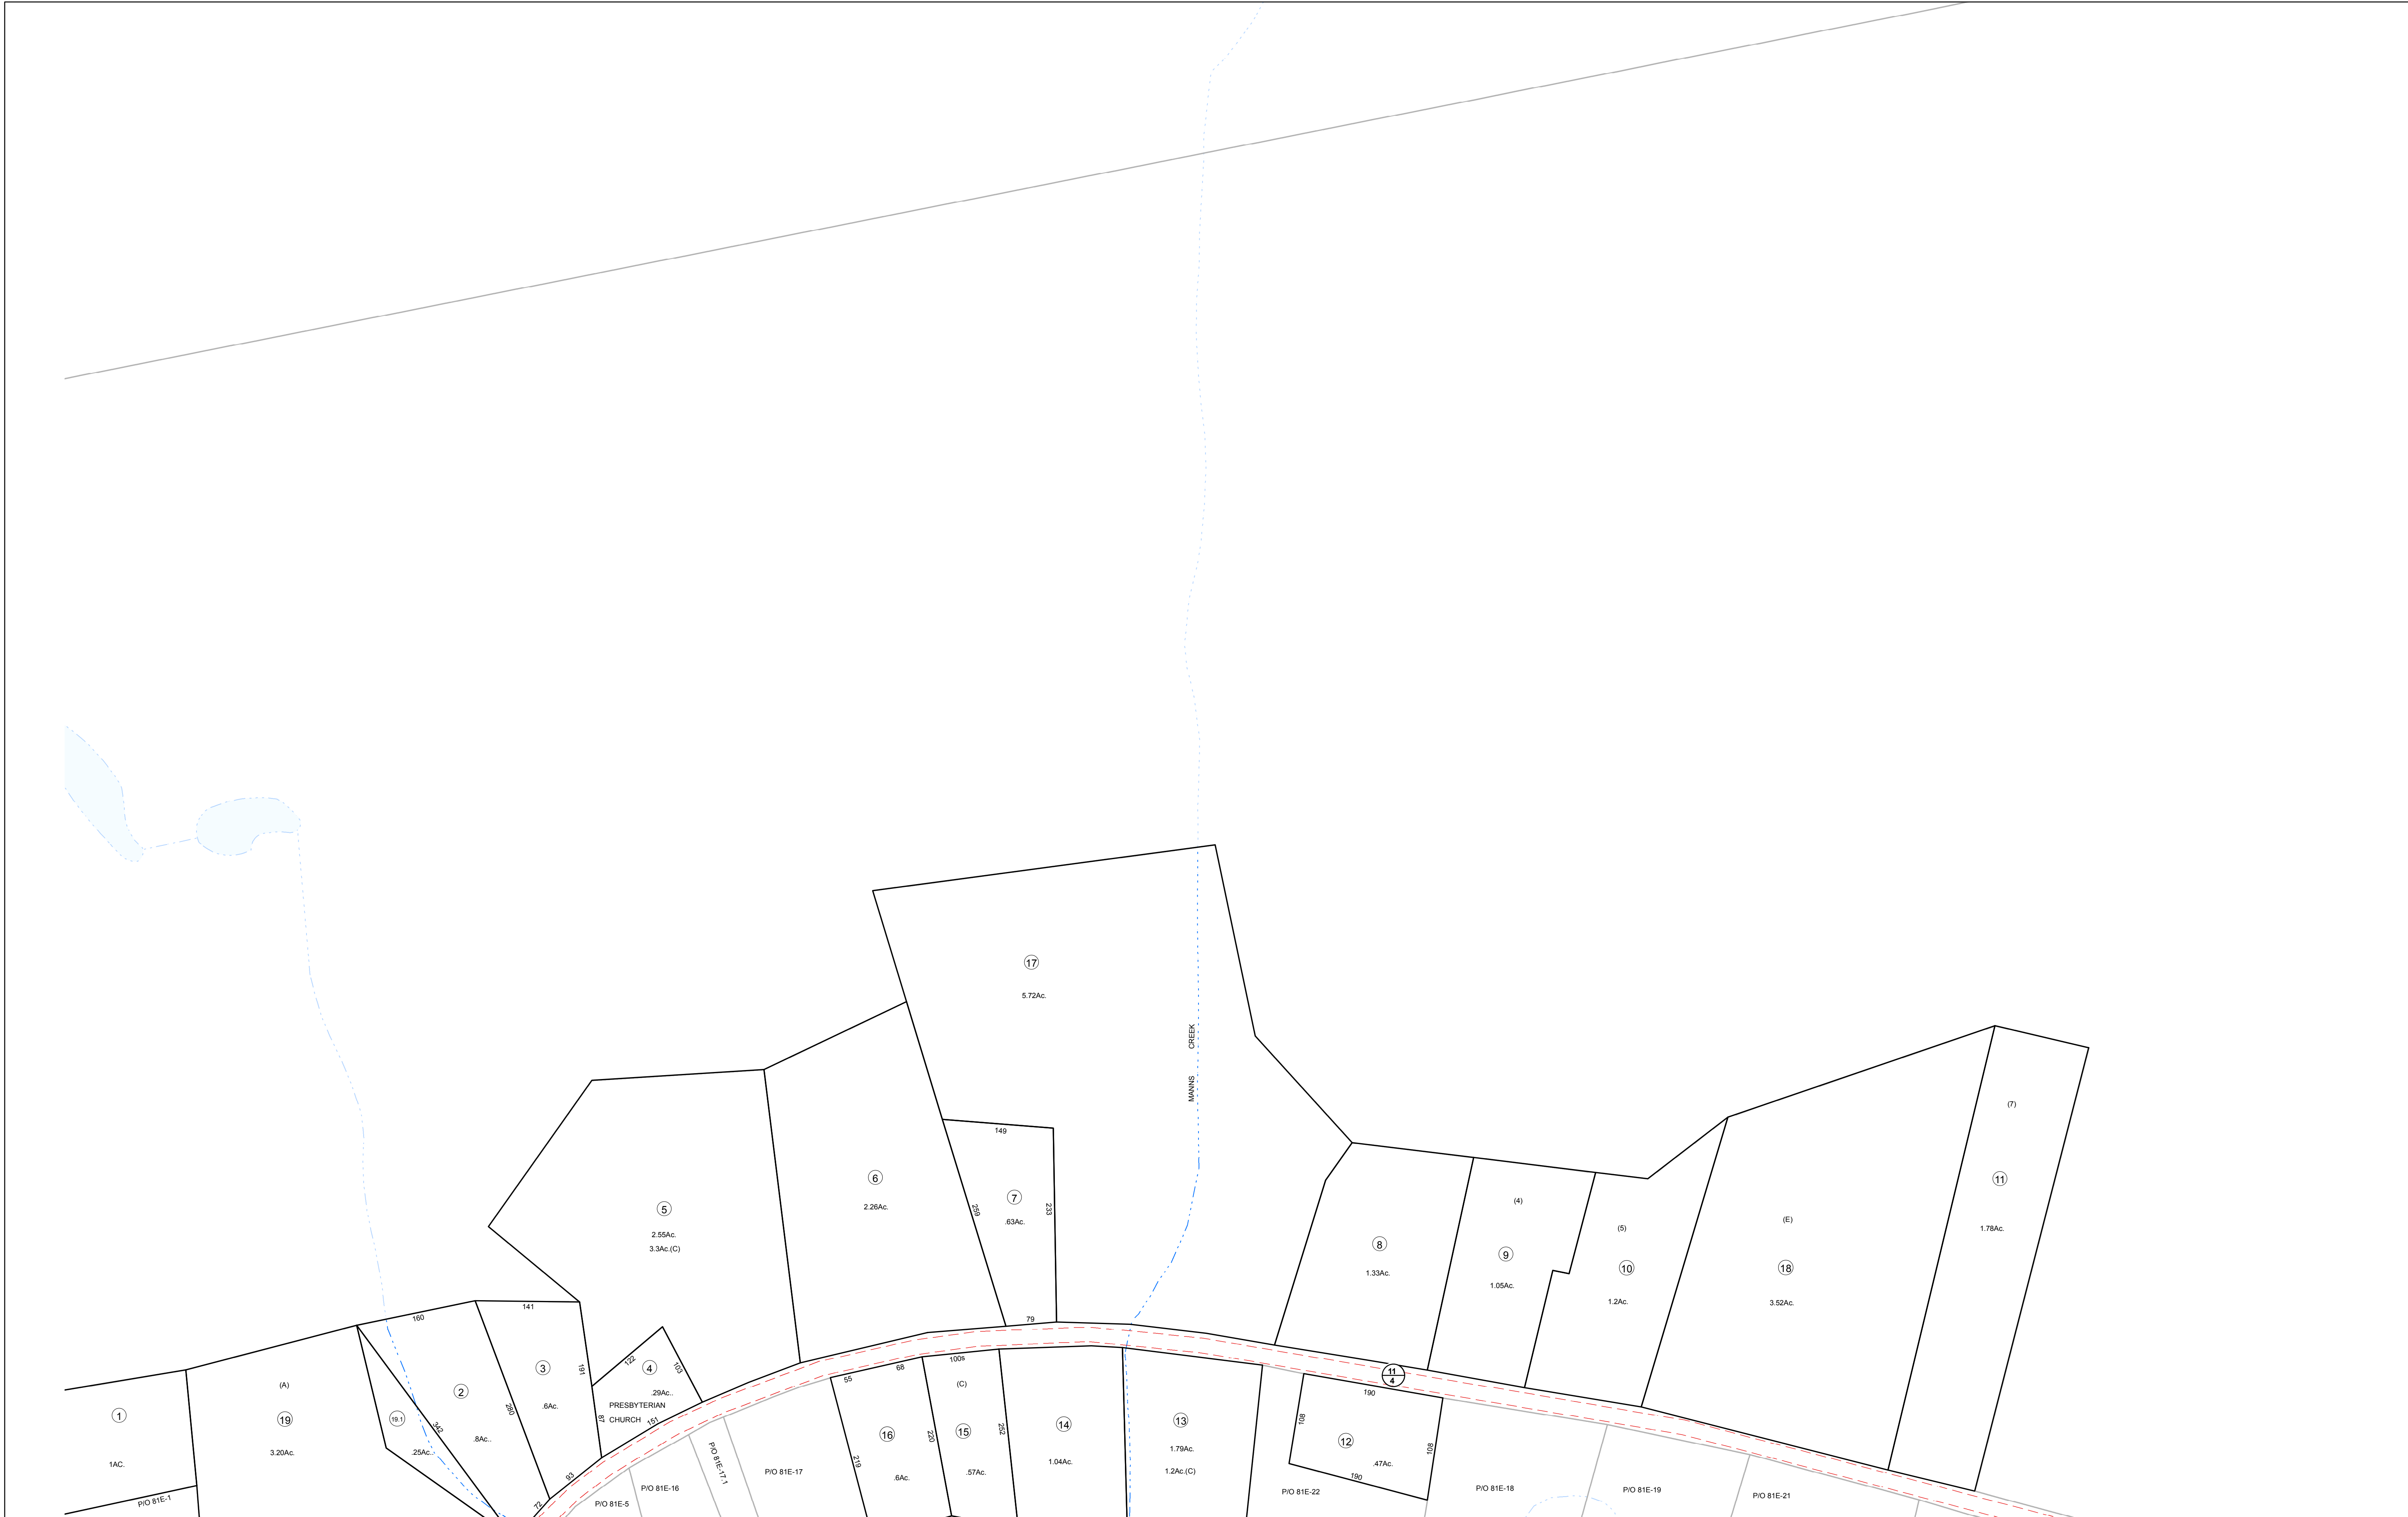 17
5.72Ac.
MANNS CREEK
149
259
7
.63Ac.
233
79
6
2.26Ac.
5
2.55Ac.
3.3Ac.(C)
(7)
11
1.78Ac.
(E)
18
3.52Ac.
(5)
10
1.2Ac.
(4)
9
1.05Ac.
8
1.33Ac.
141
160
3
.6Ac.
191
280
2
.8Ac..
342
19.1
.25Ac..
(A)
19
3.20Ac.
1
1AC.
P/O 81E-1
122
103
4
.29Ac..
PRESBYTERIAN
CHURCH
87
151
93
72
P/O 81E-5
P/O 81E-16
P/O 81E-17.1
P/O 81E-17
55
68
16
.6Ac.
219
100s
(C)
15
.57Ac.
220
252
14
1.04Ac.
13
1.79Ac.
1.2Ac.(C)
11
4
190
108
12
.47Ac.
108
190
P/O 81E-22
P/O 81E-18
P/O 81E-19
P/O 81E-21